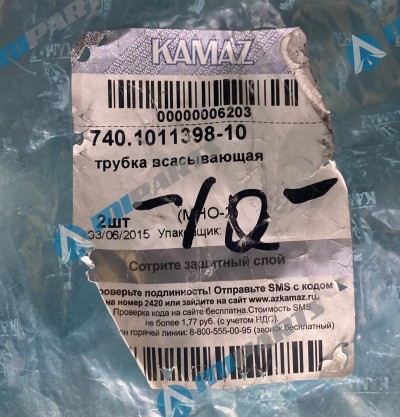 KAMAZ
00000006203
740.1011398-10
трубка всасывающая
2шт
-10-
03/06/2015 Упаковщик:
Сотрите защитный слой
Проверьте подлинность! Отправьте SMS с кодом
на номер 2420 или зайдите на сайт www.azkamaz.ru.
Проверка кода на сайте бесплатна. Стоимость SMS
не более 1,77 руб. (с учетом НДС).
горячей линии: 8-800-555-00-95 (звонок бесплатный)